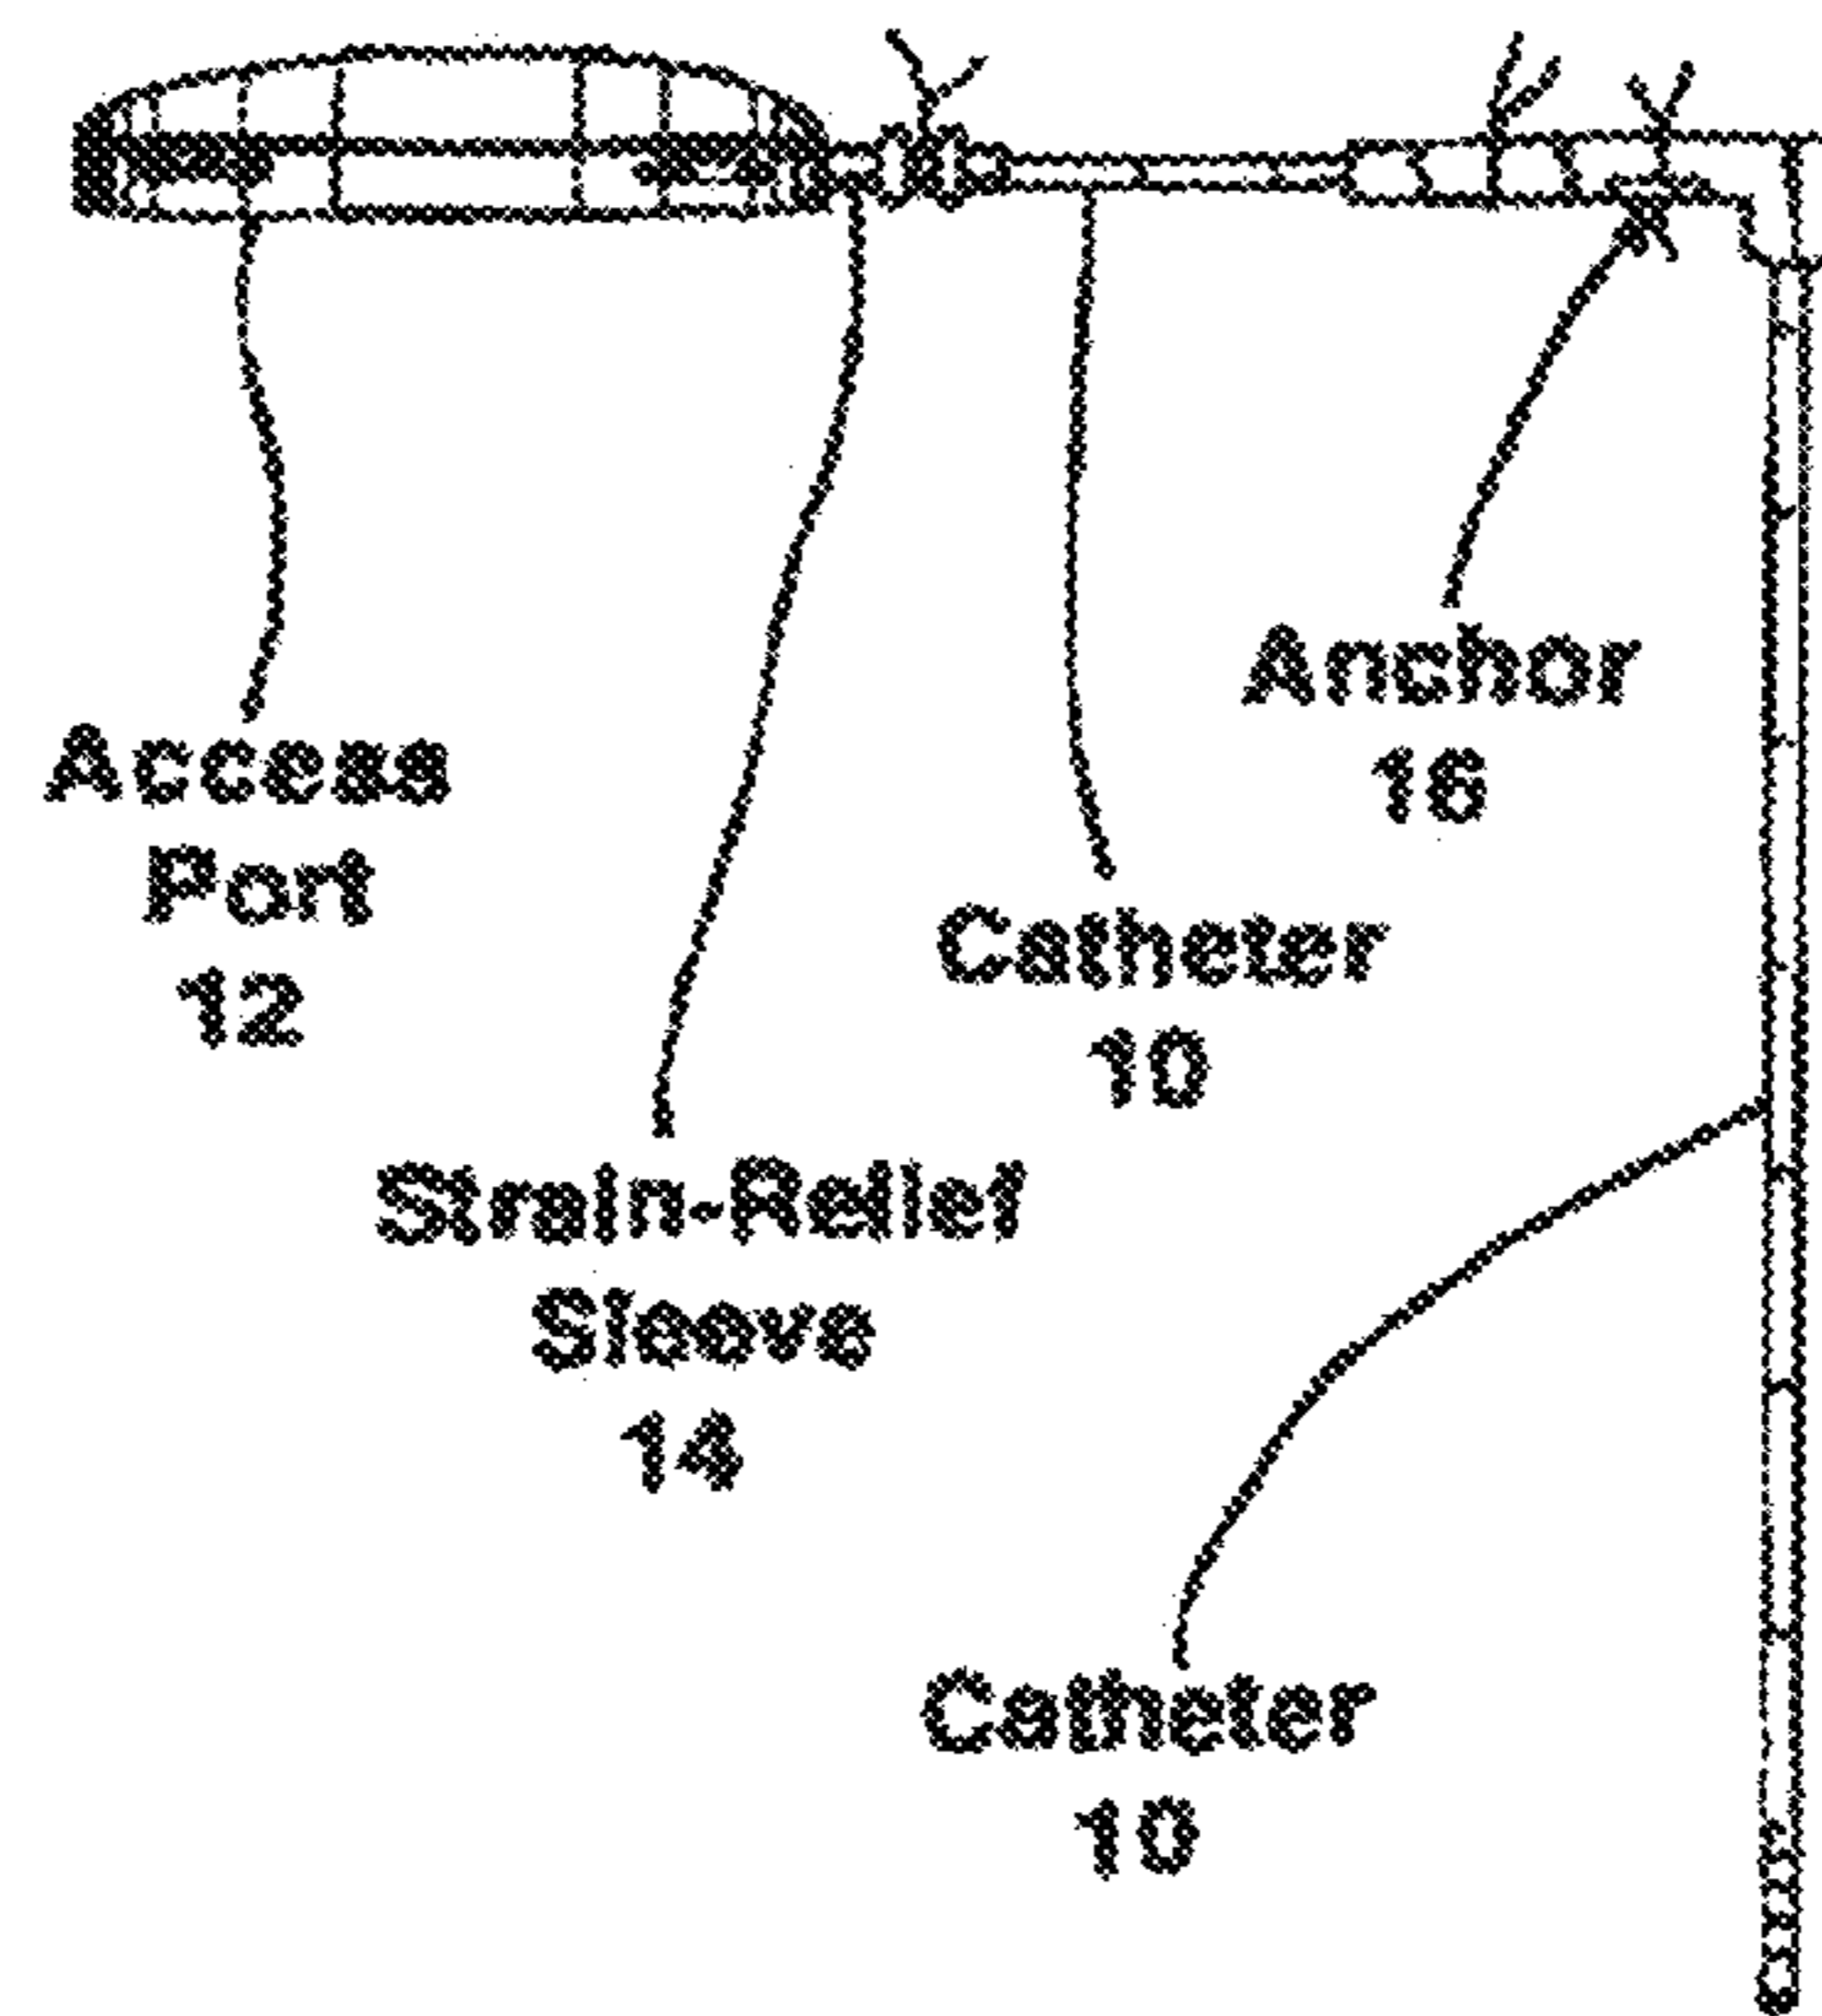 Access
Port
12
Strain-Relief
Sleeve
14
Catheter
10
Anchor
16
Catheter
10